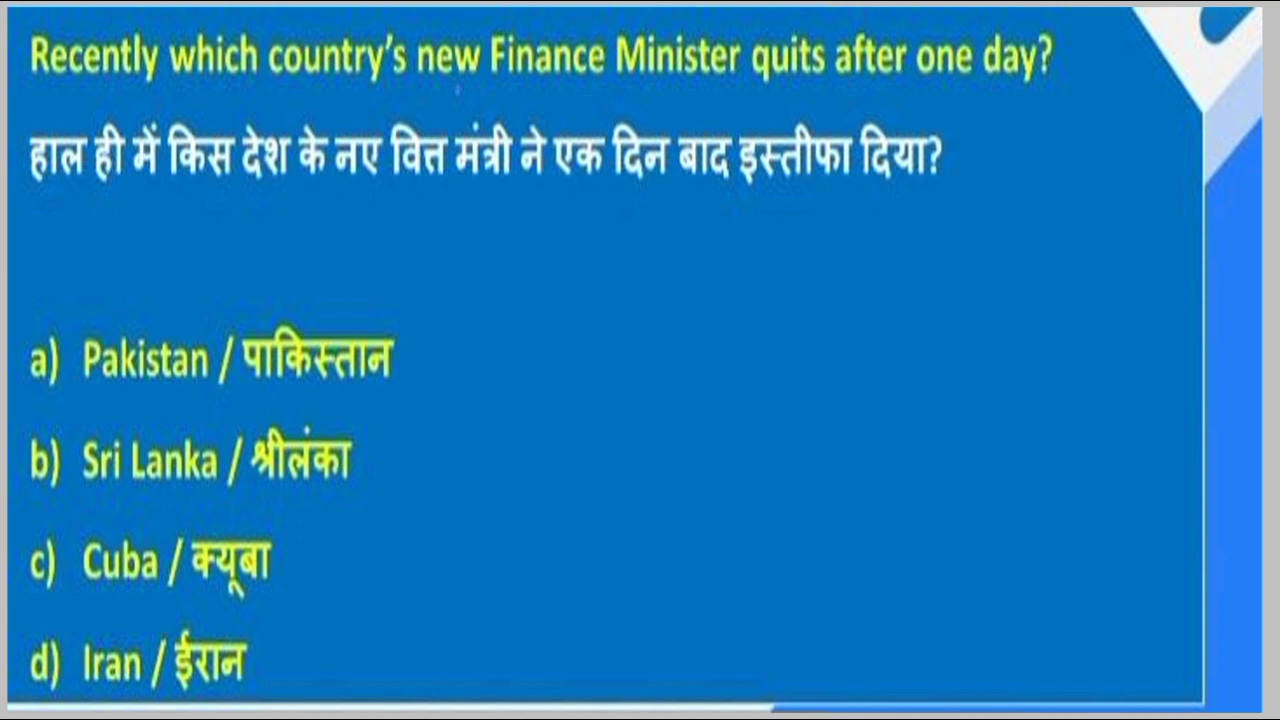 Recently which country’s new Finance Minister quits after one day?
हाल ही में किस देश के नए वित्त मंत्री ने एक दिन बाद इस्तीफा दिया?
a) Pakistan / पाकिस्तान
b) Sri Lanka / श्रीलंका
c) Cuba / क्यूबा
d) Iran / ईरान